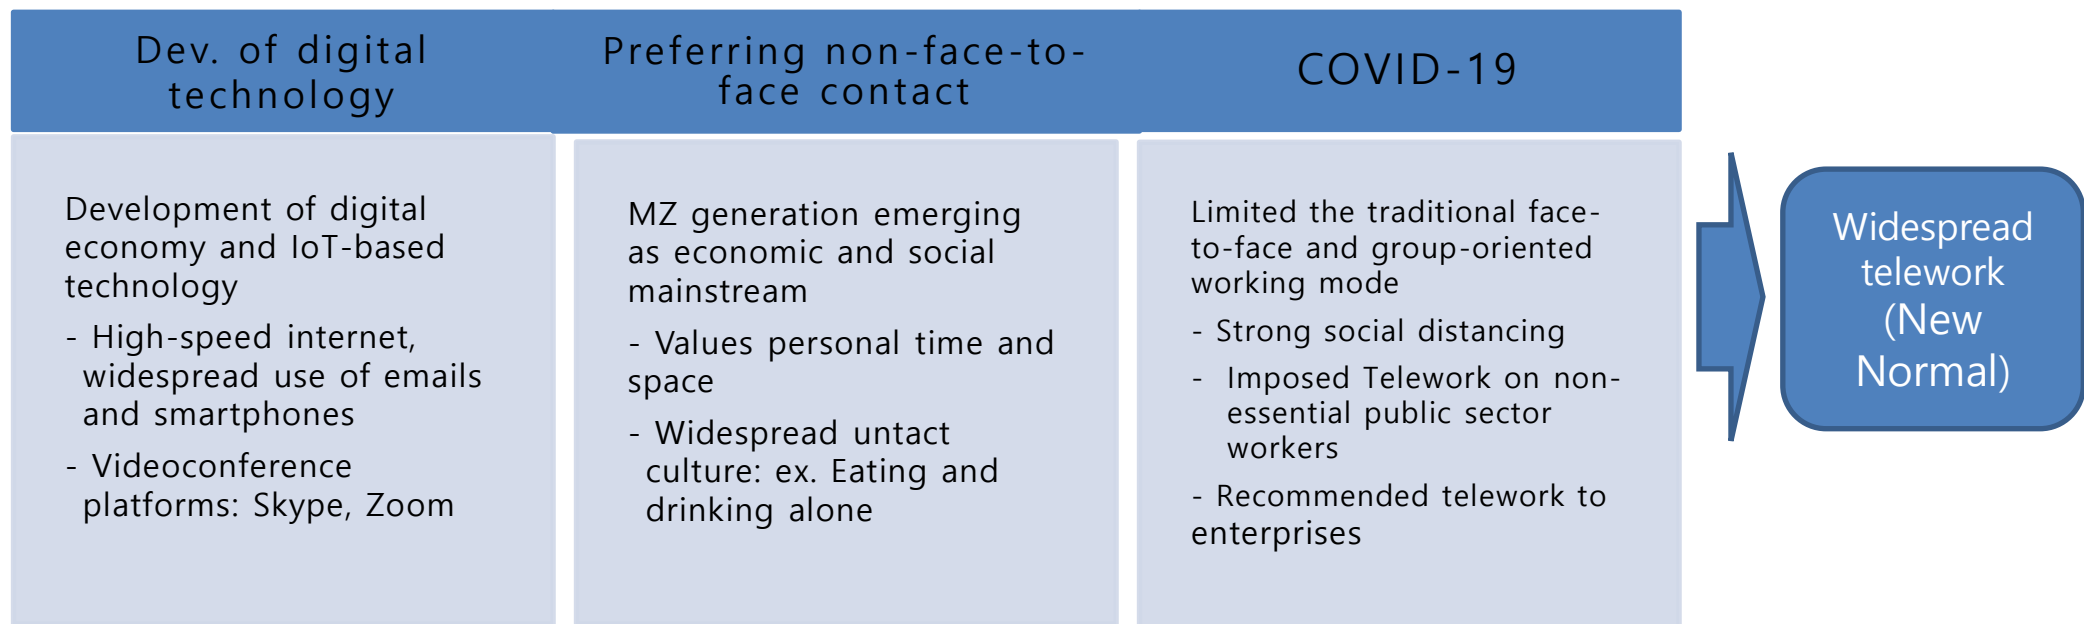 Dev. of digital
technology
Development of digital
economy and IoT-based
technology
- High-speed internet,
widespread use of emails
and smartphones
- Videoconference
platforms: Skype, Zoom
Preferring non-face-to-
face contact
MZ generation emerging
as economic and social
mainstream
- Values personal time and
space
- Widespread untact
culture: ex. Eating and
drinking alone
COVID-19
Limited the traditional face-
to-face and group-oriented
working mode
- Strong social distancing
- Imposed Telework on non-
essential public sector
workers
- Recommended telework to
enterprises
Widespread
telework
(New
Normal)